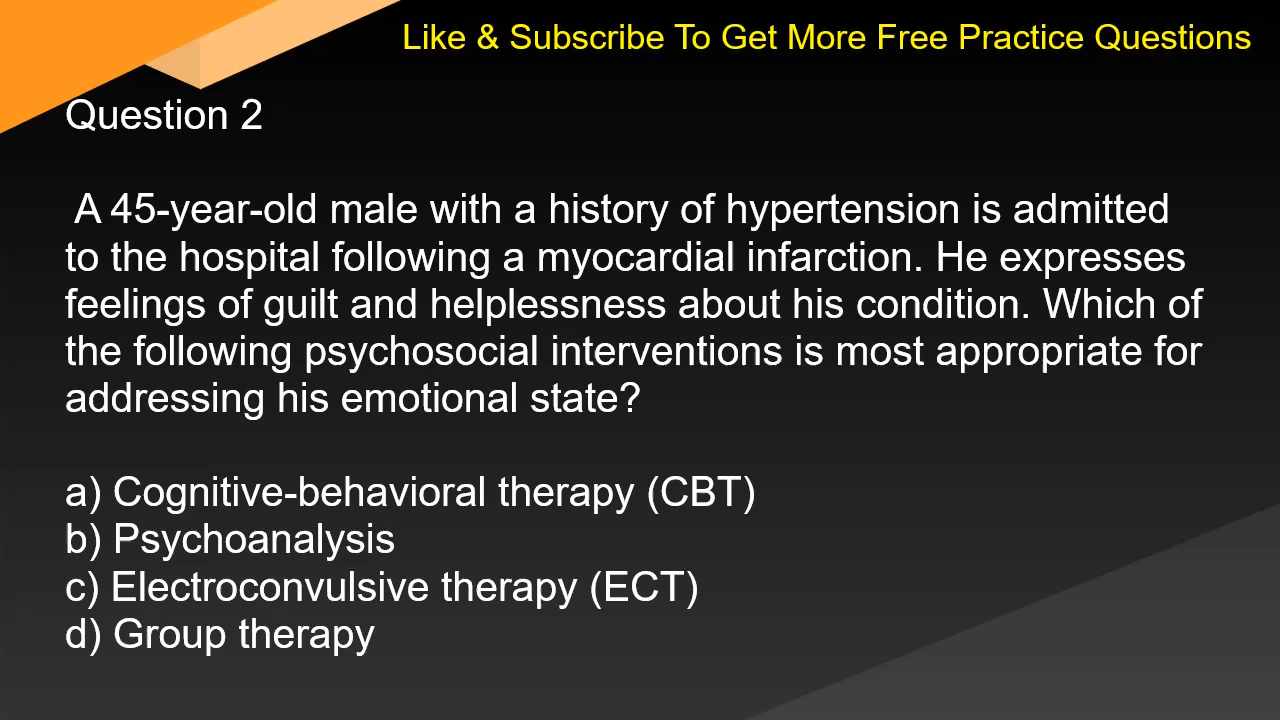 Like & Subscribe To Get More Free Practice Questions
Question 2
A 45-year-old male with a history of hypertension is admitted
to the hospital following a myocardial infarction. He expresses
feelings of guilt and helplessness about his condition. Which of
the following psychosocial interventions is most appropriate for
addressing his emotional state?
a) Cognitive-behavioral therapy (CBT)
b) Psychoanalysis
c) Electroconvulsive therapy (ECT)
d) Group therapy